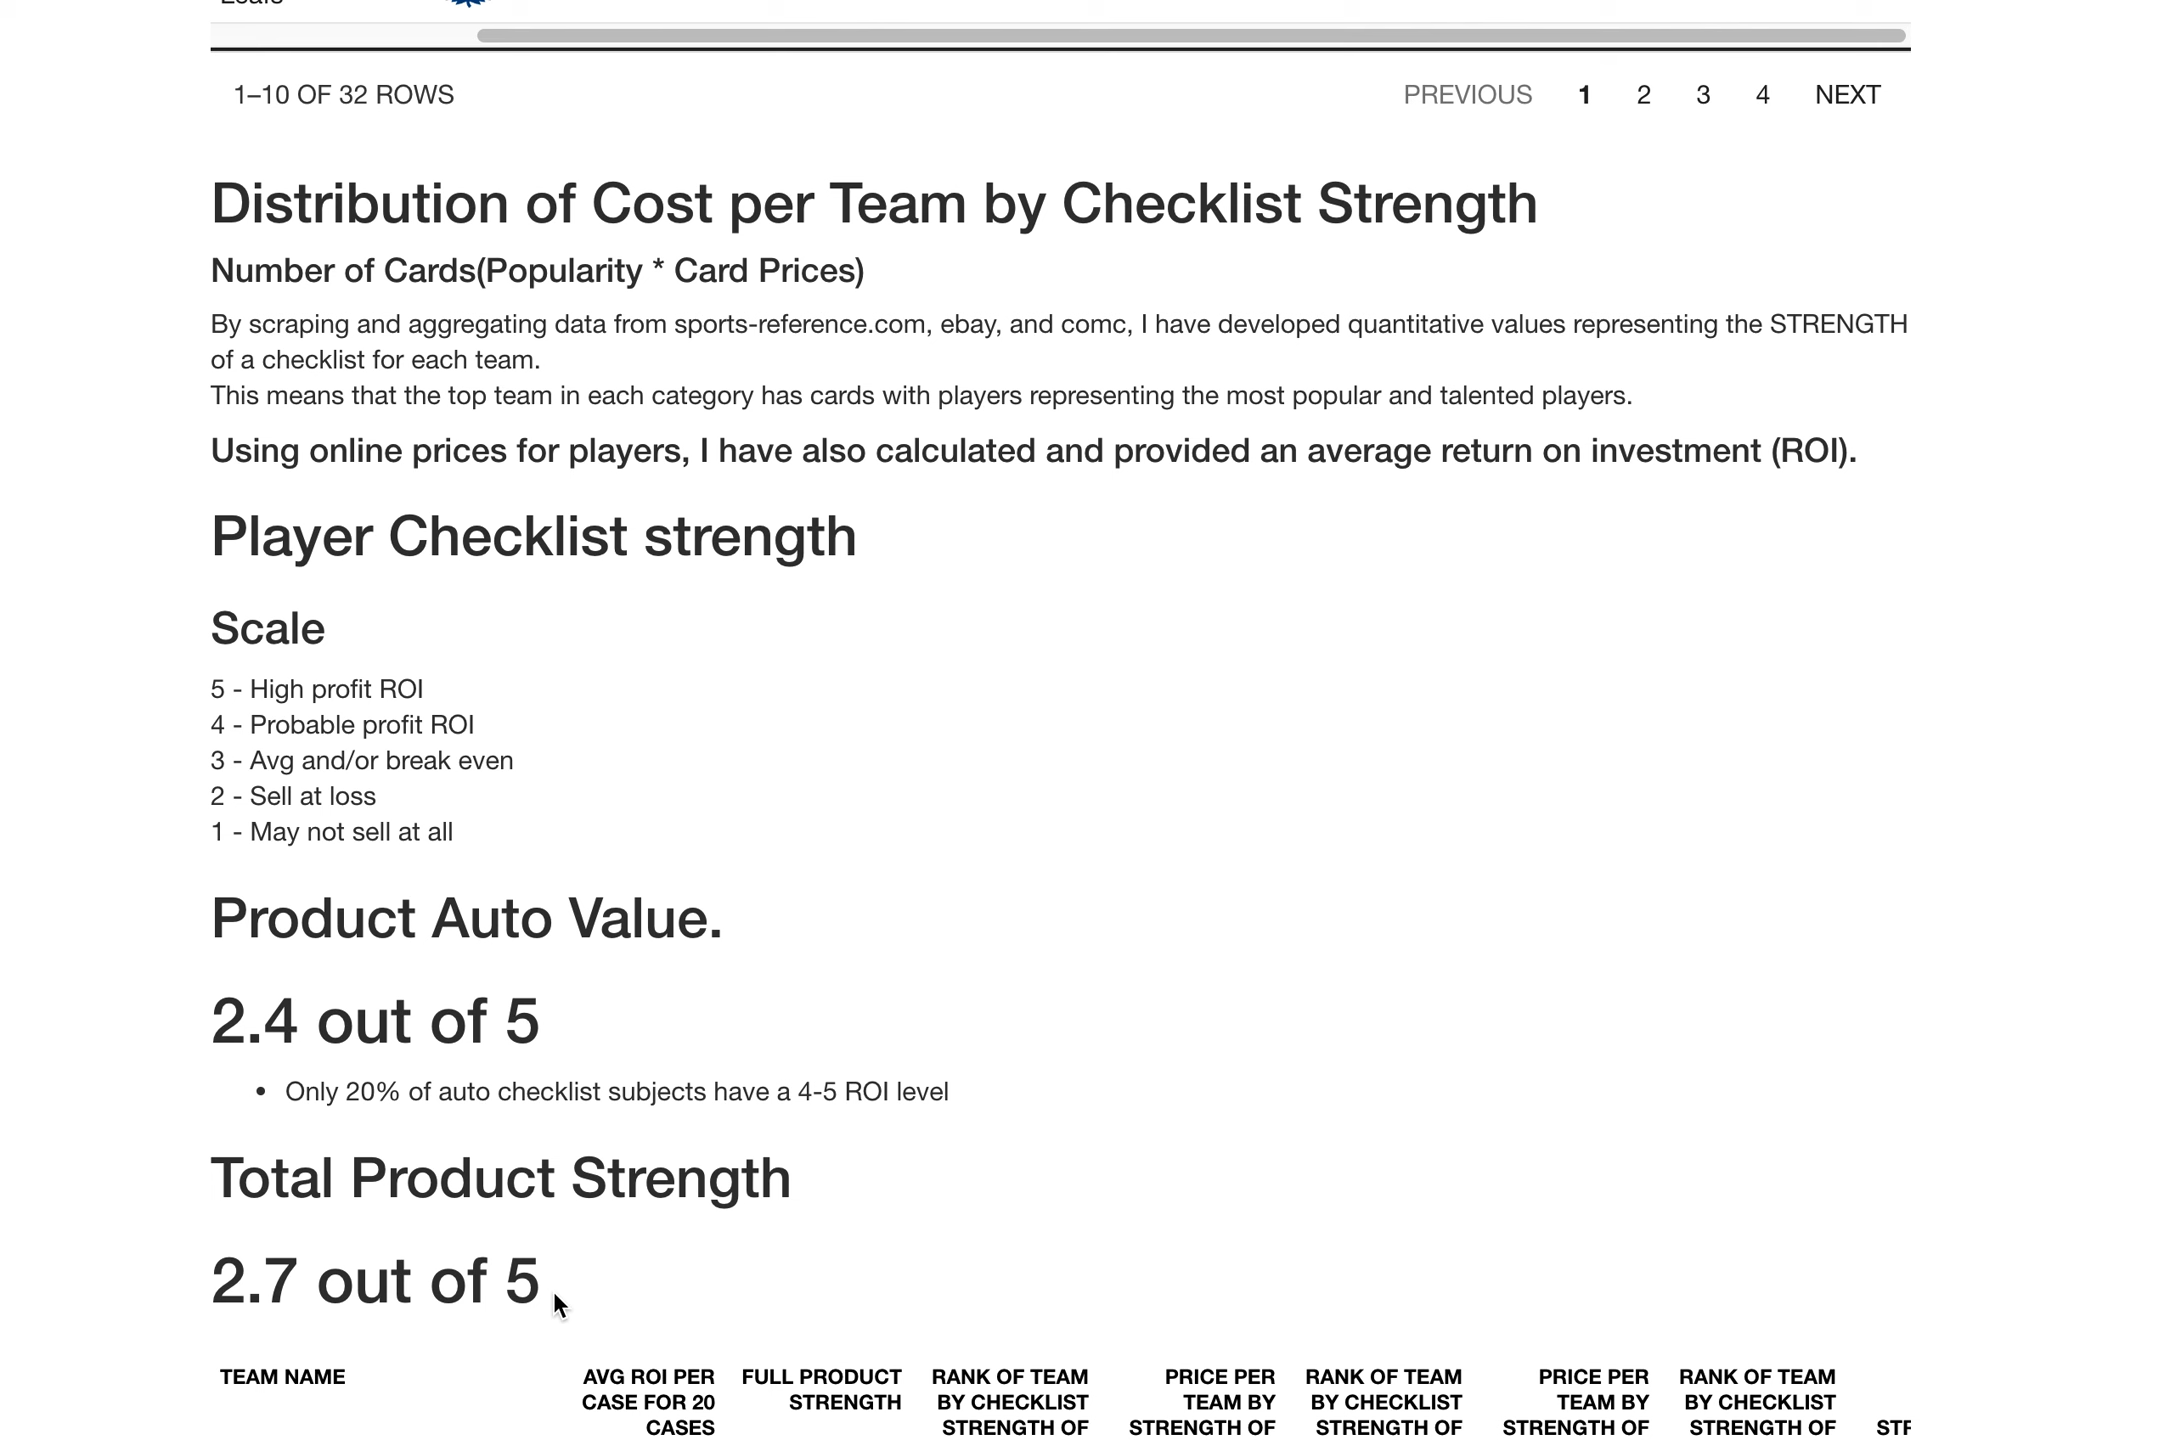 1–10 OF 32 ROWS
PREVIOUS 1 2 3 4 NEXT
Distribution of Cost per Team by Checklist Strength
Number of Cards(Popularity * Card Prices)
By scraping and aggregating data from sports-reference.com, ebay, and comc, I have developed quantitative values representing the STRENGTH
of a checklist for each team.
This means that the top team in each category has cards with players representing the most popular and talented players.
Using online prices for players, I have also calculated and provided an average return on investment (ROI).
Player Checklist strength
Scale
5 - High profit ROI
4 - Probable profit ROI
3 - Avg and/or break even
2 - Sell at loss
1 - May not sell at all
Product Auto Value.
2.4 out of 5
• Only 20% of auto checklist subjects have a 4-5 ROI level
Total Product Strength
2.7 out of 5
TEAM NAME AVG ROI PER FULL PRODUCT RANK OF TEAM PRICE PER RANK OF TEAM PRICE PER RANK OF TEAM
CASE FOR 20 STRENGTH BY CHECKLIST TEAM BY BY CHECKLIST TEAM BY BY CHECKLIST
CASES STRENGTH OF STRENGTH OF STRENGTH OF STRENGTH OF STRENGTH OF